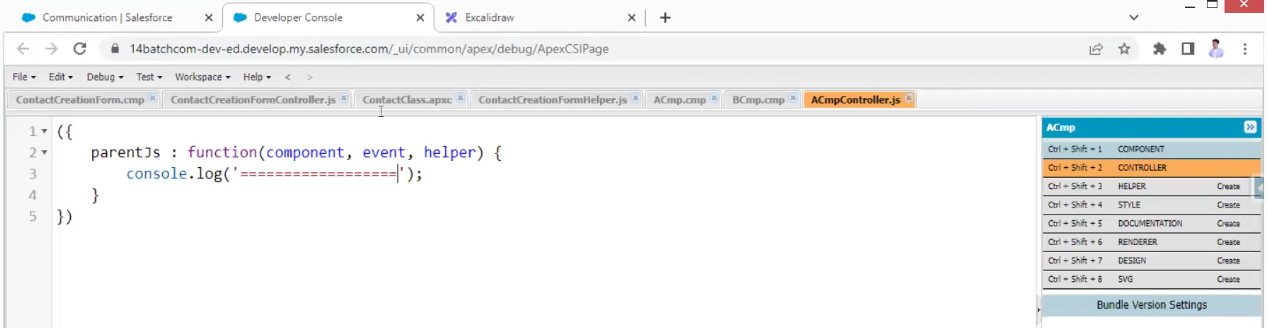 Communication | Salesforce
Developer Console
Excalidraw
14batchcom-dev-ed.develop.my.salesforce.com/_ui/common/apex/debug/ApexCSIPage
File Edit Debug Test Workspace Help < >
ContactCreationForm.cmp ContactCreationFormController.js ContactClass.apxc ContactCreationFormHelper.js ACmp.cmp BCmp.cmp ACmpController.js
1 ({
2 parentJs : function(component, event, helper) {
3 console.log('==================');
4 }
5 })
ACmp
Ctrl + Shift + 1 COMPONENT
Ctrl + Shift + 2 CONTROLLER
Ctrl + Shift + 3 HELPER Create
Ctrl + Shift + 4 STYLE Create
Ctrl + Shift + 5 DOCUMENTATION Create
Ctrl + Shift + 6 RENDERER Create
Ctrl + Shift + 7 DESIGN Create
Ctrl + Shift + 8 SVG Create
Bundle Version Settings